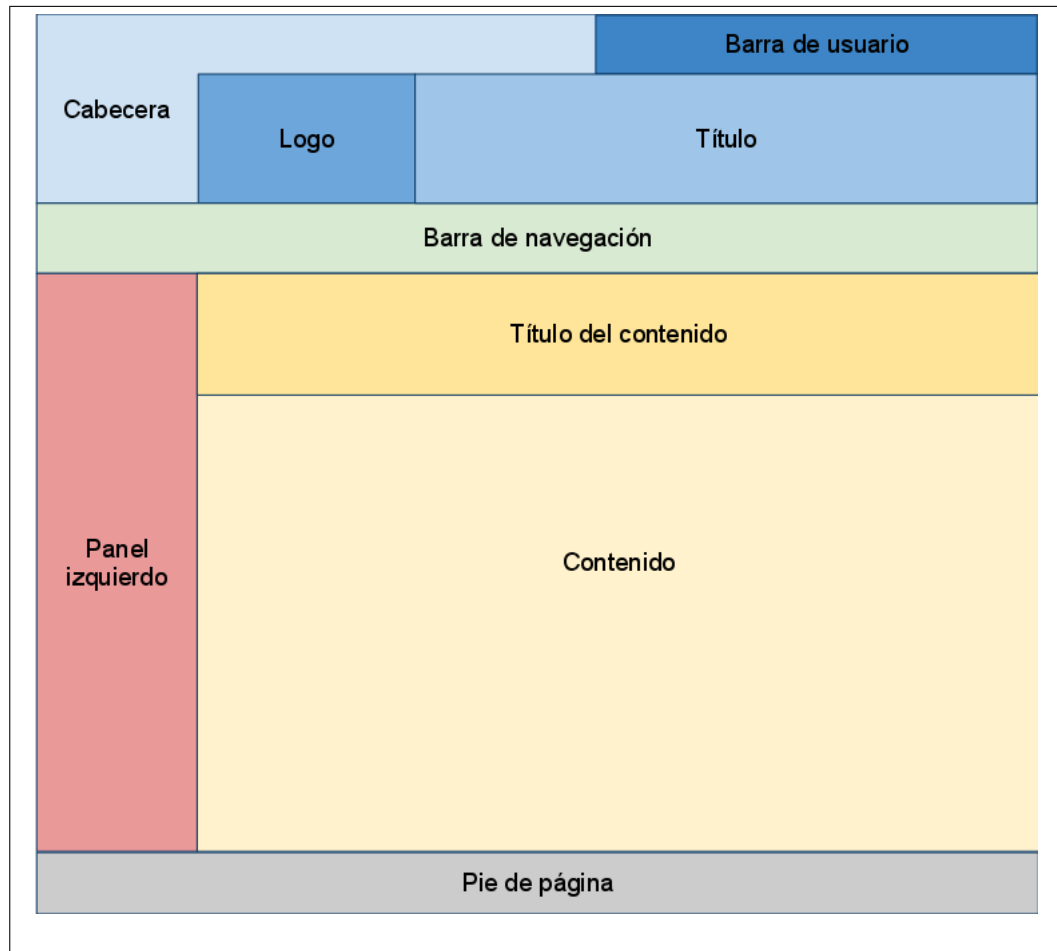 Barra de usuario
Cabecera
Logo
Título
Barra de navegación
Título del contenido
Panel
izquierdo
Contenido
Pie de página